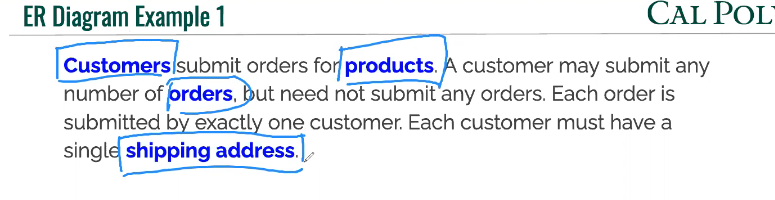 ER Diagram Example 1
CAL POLY
Customers submit orders for products. A customer may submit any
number of orders, but need not submit any orders. Each order is
submitted by exactly one customer. Each customer must have a
single shipping address.